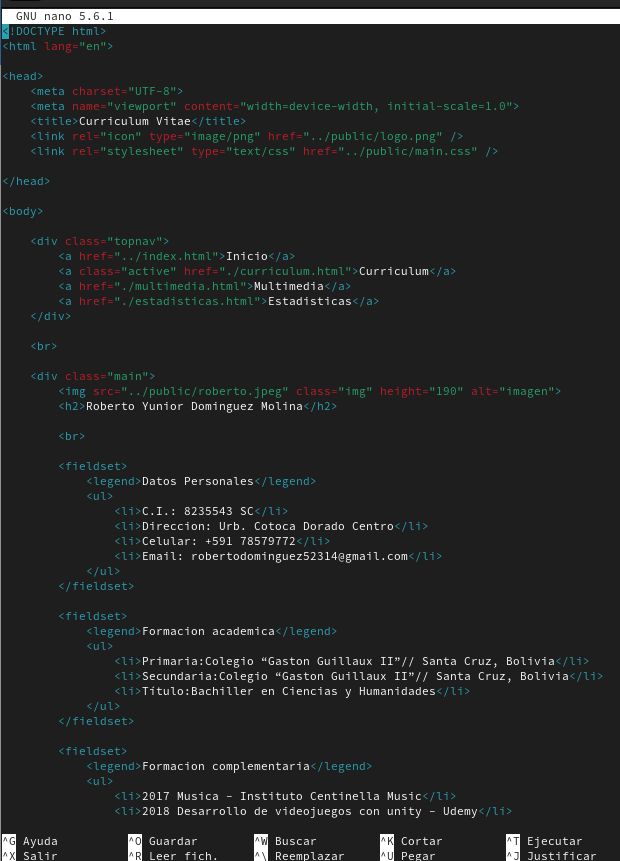 GNU nano 5.6.1
<!DOCTYPE html>
<html lang="en">
<head>
<meta charset="UTF-8">
<meta name="viewport" content="width=device-width, initial-scale=1.0">
<title>Curriculum Vitae</title>
<link rel="icon" type="image/png" href="../public/logo.png" />
<link rel="stylesheet" type="text/css" href="../public/main.css" />
</head>
<body>
<div class="topnav">
<a href="../index.html">Inicio</a>
<a class="active" href="./curriculum.html">Curriculum</a>
<a href="./multimedia.html">Multimedia</a>
<a href="./estadisticas.html">Estadisticas</a>
</div>
<br>
<div class="main">
<img src="../public/roberto.jpeg" class="img" height="190" alt="imagen">
<h2>Roberto Yunior Dominguez Molina</h2>
<br>
<fieldset>
<legend>Datos Personales</legend>
<ul>
<li>C.I.: 8235543 SC</li>
<li>Direccion: Urb. Cotoca Dorado Centro</li>
<li>Celular: +591 78579772</li>
<li>Email: robertodominguez52314@gmail.com</li>
</ul>
</fieldset>
<fieldset>
<legend>Formacion academica</legend>
<ul>
<li>Primaria:Colegio “Gaston Guillaux II”// Santa Cruz, Bolivia</li>
<li>Secundaria:Colegio “Gaston Guillaux II”// Santa Cruz, Bolivia</li>
<li>Titulo:Bachiller en Ciencias y Humanidades</li>
</ul>
</fieldset>
<fieldset>
<legend>Formacion complementaria</legend>
<ul>
<li>2017 Musica - Instituto Centinella Music</li>
<li>2018 Desarrollo de videojuegos con unity - Udemy</li>
^G Ayuda ^O Guardar ^W Buscar ^K Cortar ^T Ejecutar
^X Salir ^R Leer fich. ^\ Reemplazar ^U Pegar ^J Justificar